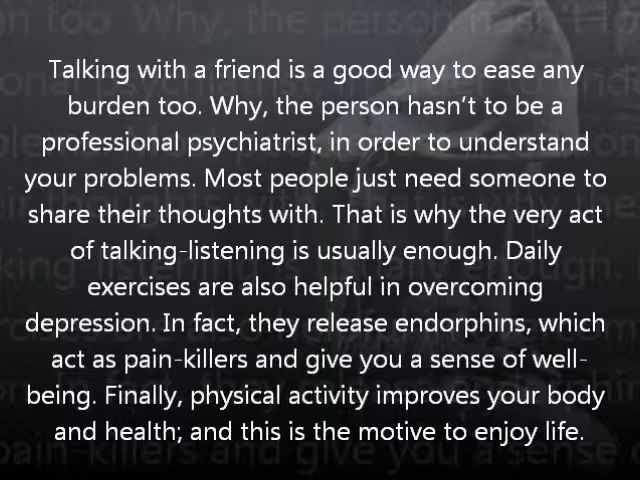 Talking with a friend is a good way to ease any
burden too. Why, the person hasn't to be a
professional psychiatrist, in order to understand
your problems. Most people just need someone to
share their thoughts with. That is why the very act
of talking-listening is usually enough. Daily
exercises are also helpful in overcoming
depression. In fact, they release endorphins, which
act as pain-killers and give you a sense of well-
being. Finally, physical activity improves your body
and health; and this is the motive to enjoy life.